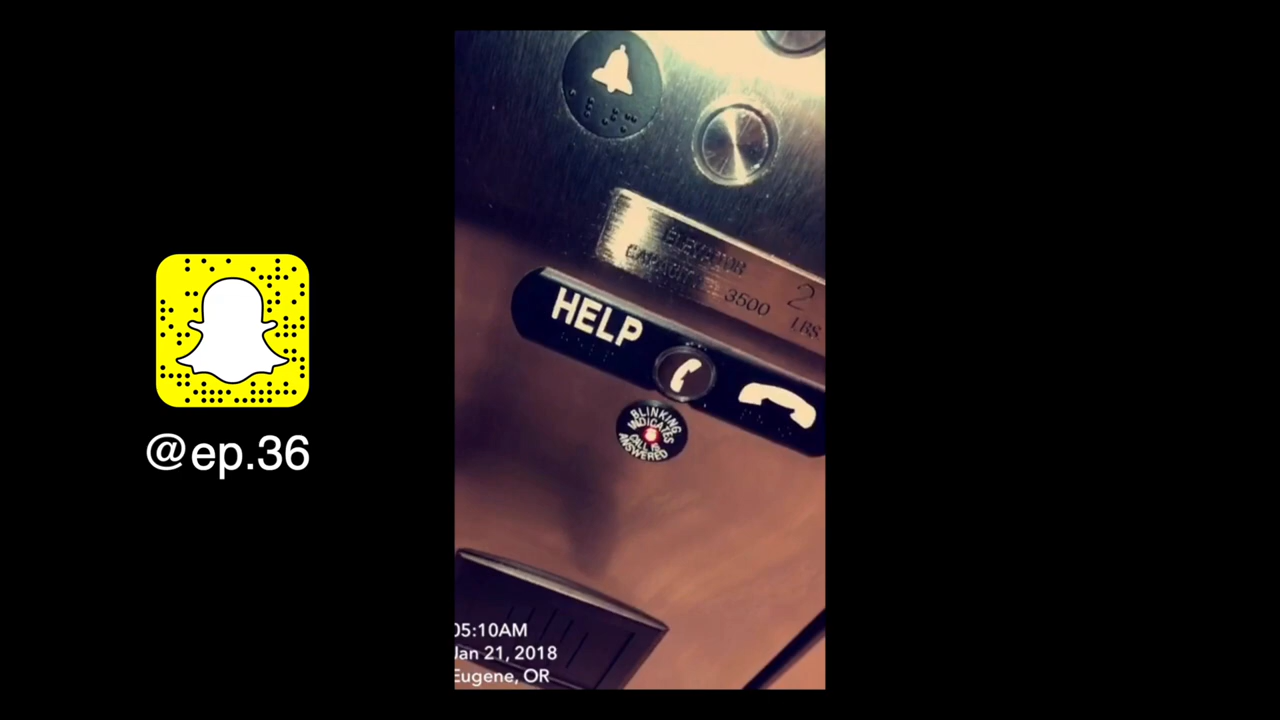 @ep.36
ELEVATOR 2
CAPACITY 3500 LBS.
HELP
BLINKING
INDICATES
CALL IS
ANSWERED
05:10AM
Jan 21, 2018
Eugene, OR